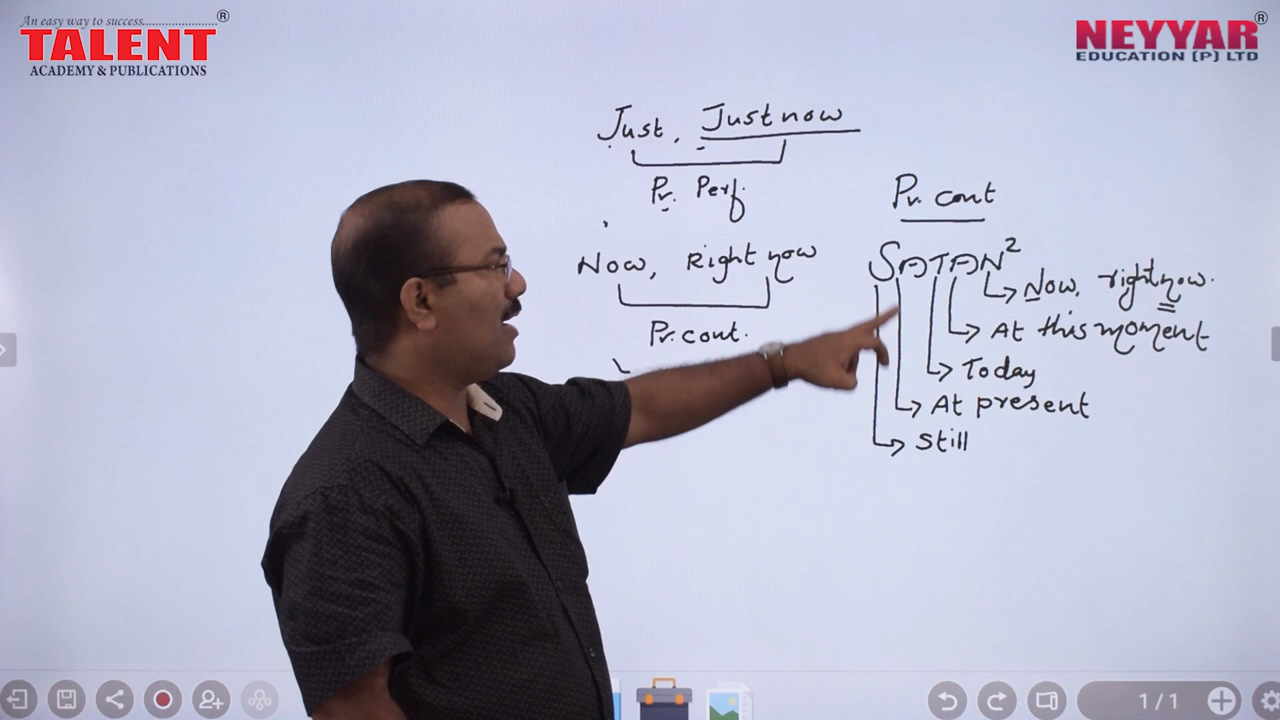 An easy way to success......................®
TALENT
ACADEMY & PUBLICATIONS
NEYYAR®
EDUCATION (P) LTD
Just, Just now
Pr. Perf.
Now, Right now
Pr. cont.
Pr. cont
SATAN²
Now, right now.
At this moment
Today
At present
Still
1 / 1